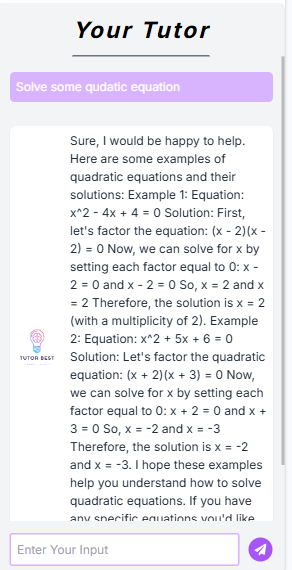 Your Tutor
Solve some qudatic equation
Sure, I would be happy to help.
Here are some examples of
quadratic equations and their
solutions: Example 1: Equation:
x^2 - 4x + 4 = 0 Solution: First,
let's factor the equation: (x - 2)(x -
2) = 0 Now, we can solve for x by
setting each factor equal to 0: x -
2 = 0 and x - 2 = 0 So, x = 2 and x
= 2 Therefore, the solution is x = 2
(with a multiplicity of 2). Example
2: Equation: x^2 + 5x + 6 = 0
Solution: Let's factor the quadratic
equation: (x + 2)(x + 3) = 0 Now,
we can solve for x by setting each
factor equal to 0: x + 2 = 0 and x +
3 = 0 So, x = -2 and x = -3
Therefore, the solution is x = -2
and x = -3. I hope these examples
help you understand how to solve
quadratic equations. If you have
any specific equations you'd like
TUTOR BEST
Enter Your Input